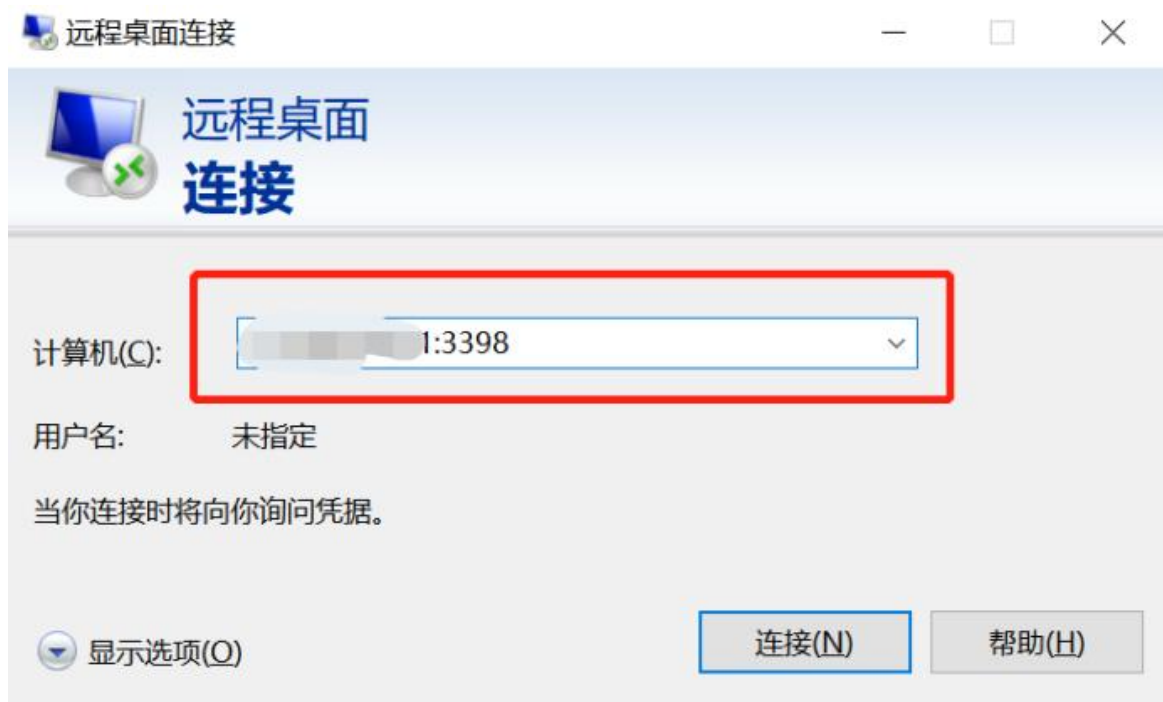 远程桌面连接
远程桌面
连接
计算机(C): 1:3398
用户名: 未指定
当你连接时将向你询问凭据。
显示选项(O) 连接(N) 帮助(H)